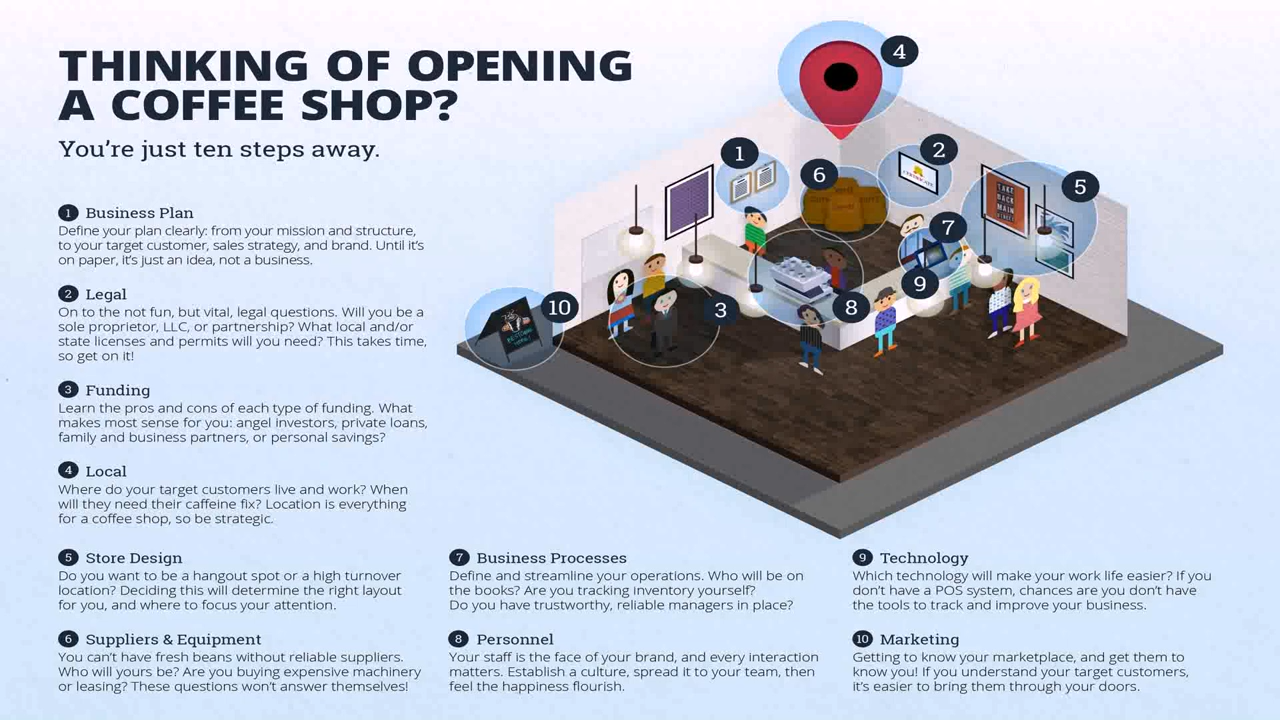 THINKING OF OPENING
A COFFEE SHOP?
You're just ten steps away.
1 Business Plan
Define your plan clearly: from your mission and structure,
to your target customer, sales strategy, and brand. Until it's
on paper, it's just an idea, not a business.
2 Legal
On to the not fun, but vital, legal questions. Will you be a
sole proprietor, LLC, or partnership? What local and/or
state licenses and permits will you need? This takes time,
so get on it!
3 Funding
Learn the pros and cons of each type of funding. What
makes most sense for you: angel investors, private loans,
family and business partners, or personal savings?
4 Local
Where do your target customers live and work? When
will they need their caffeine fix? Location is everything
for a coffee shop, so be strategic.
5 Store Design
Do you want to be a hangout spot or a high turnover
location? Deciding this will determine the right layout
for you, and where to focus your attention.
6 Suppliers & Equipment
You can't have fresh beans without reliable suppliers.
Who will yours be? Are you buying expensive machinery
or leasing? These questions won't answer themselves!
7 Business Processes
Define and streamline your operations. Who will be on
the books? Are you tracking inventory yourself?
Do you have trustworthy, reliable managers in place?
8 Personnel
Your staff is the face of your brand, and every interaction
matters. Establish a culture, spread it to your team, then
feel the happiness flourish.
9 Technology
Which technology will make your work life easier? If you
don't have a POS system, chances are you don't have
the tools to track and improve your business.
10 Marketing
Getting to know your marketplace, and get them to
know you! If you understand your target customers,
it's easier to bring them through your doors.
4
1
2
6
5
7
9
10
3
8
TAKE
BACK
MAIN
STREET